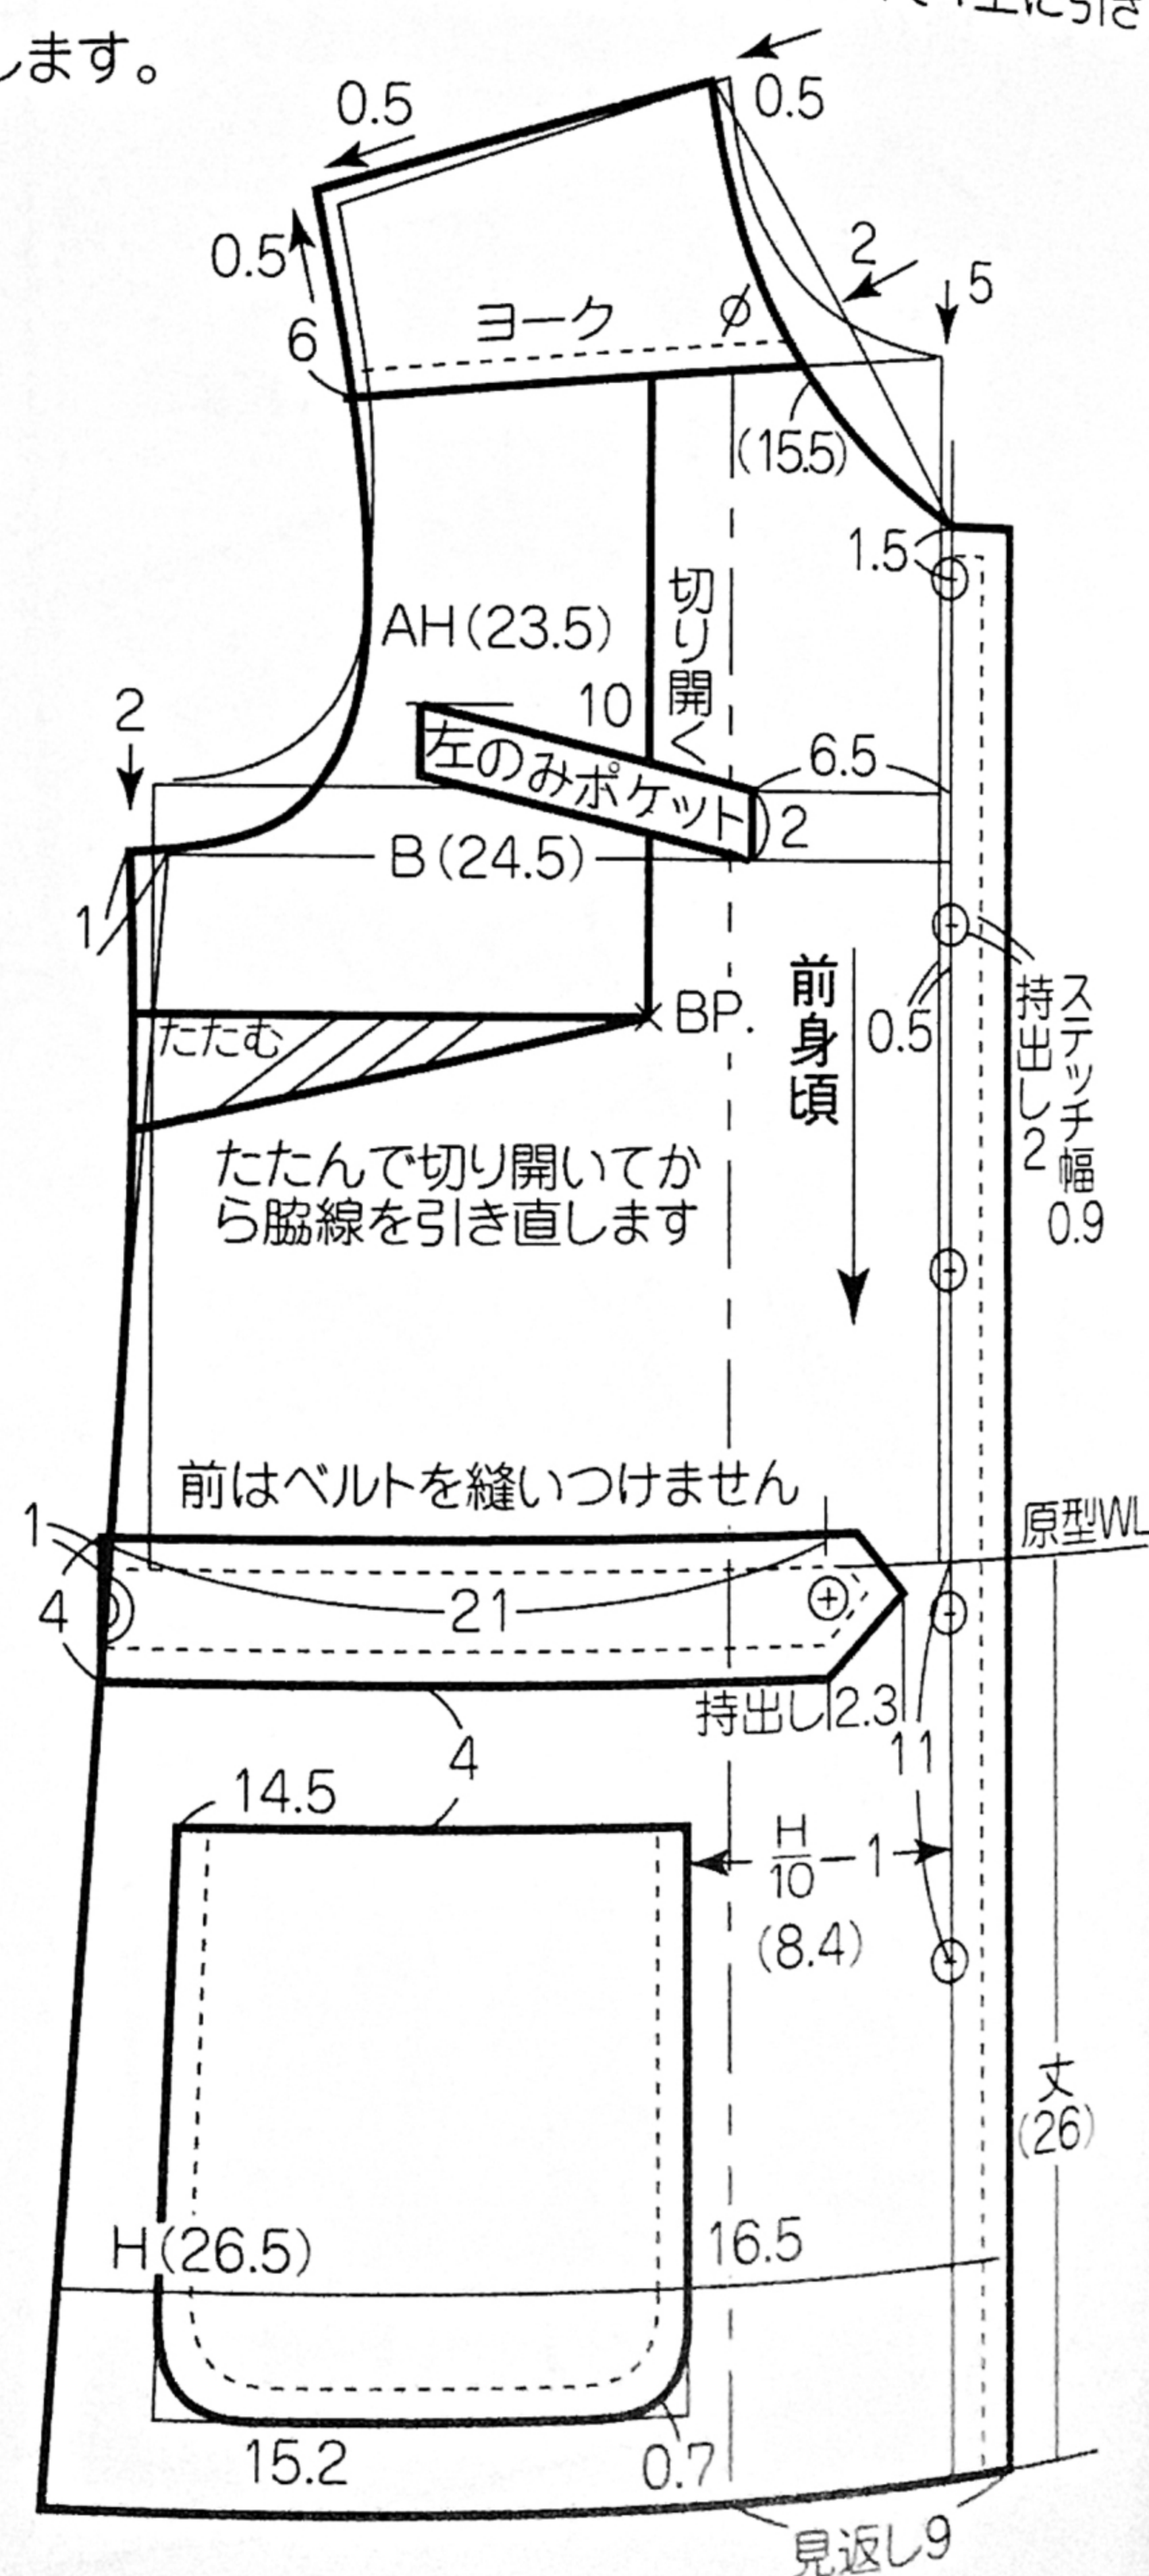 します。
上に引き
0.5
0.5
0.5
2
5
6
ヨーク
φ
(15.5)
1.5
AH(23.5)
切り開く
10
2
左のみポケット
6.5
2
B(24.5)
1
BP.
前身頃
0.5
ステッチ幅0.9
持出し2
たたむ
たたんで切り開いてか
ら脇線を引き直します
前はベルトを縫いつけません
原型WL
1
4
21
持出し2.3
11
4
14.5
H/10−1
(8.4)
丈
(26)
H(26.5)
16.5
15.2
0.7
見返し9